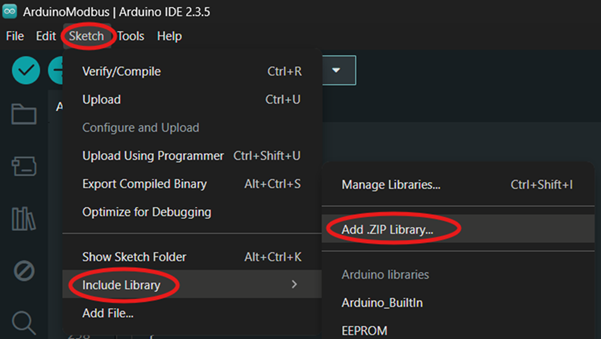 ArduinoModbus | Arduino IDE 2.3.5
File Edit Sketch Tools Help
Verify/Compile Ctrl+R
Upload Ctrl+U
Configure and Upload
Upload Using Programmer Ctrl+Shift+U
Export Compiled Binary Alt+Ctrl+S
Optimize for Debugging
Show Sketch Folder Alt+Ctrl+K
Include Library
Add File...
Manage Libraries... Ctrl+Shift+I
Add .ZIP Library...
Arduino libraries
Arduino_BuiltIn
EEPROM